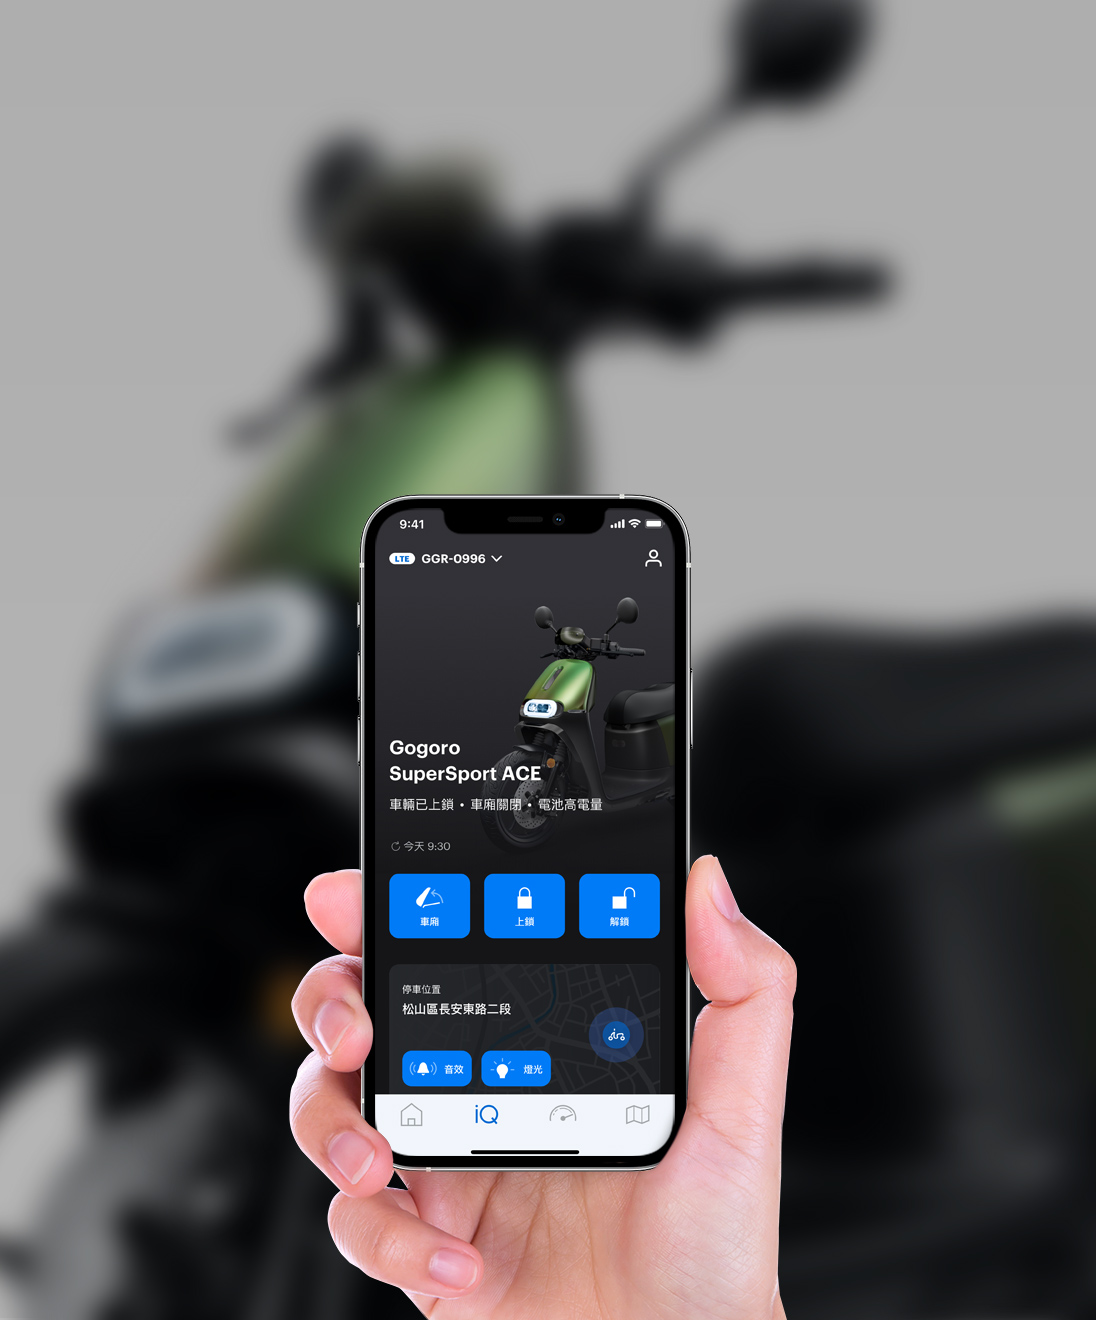 9:41
LTE GGR-0996
Gogoro
SuperSport ACE
車輛已上鎖 • 車廂關閉 • 電池高電量
今天 9:30
車廂 上鎖 解鎖
停車位置
松山區長安東路二段
音效 燈光
iQ